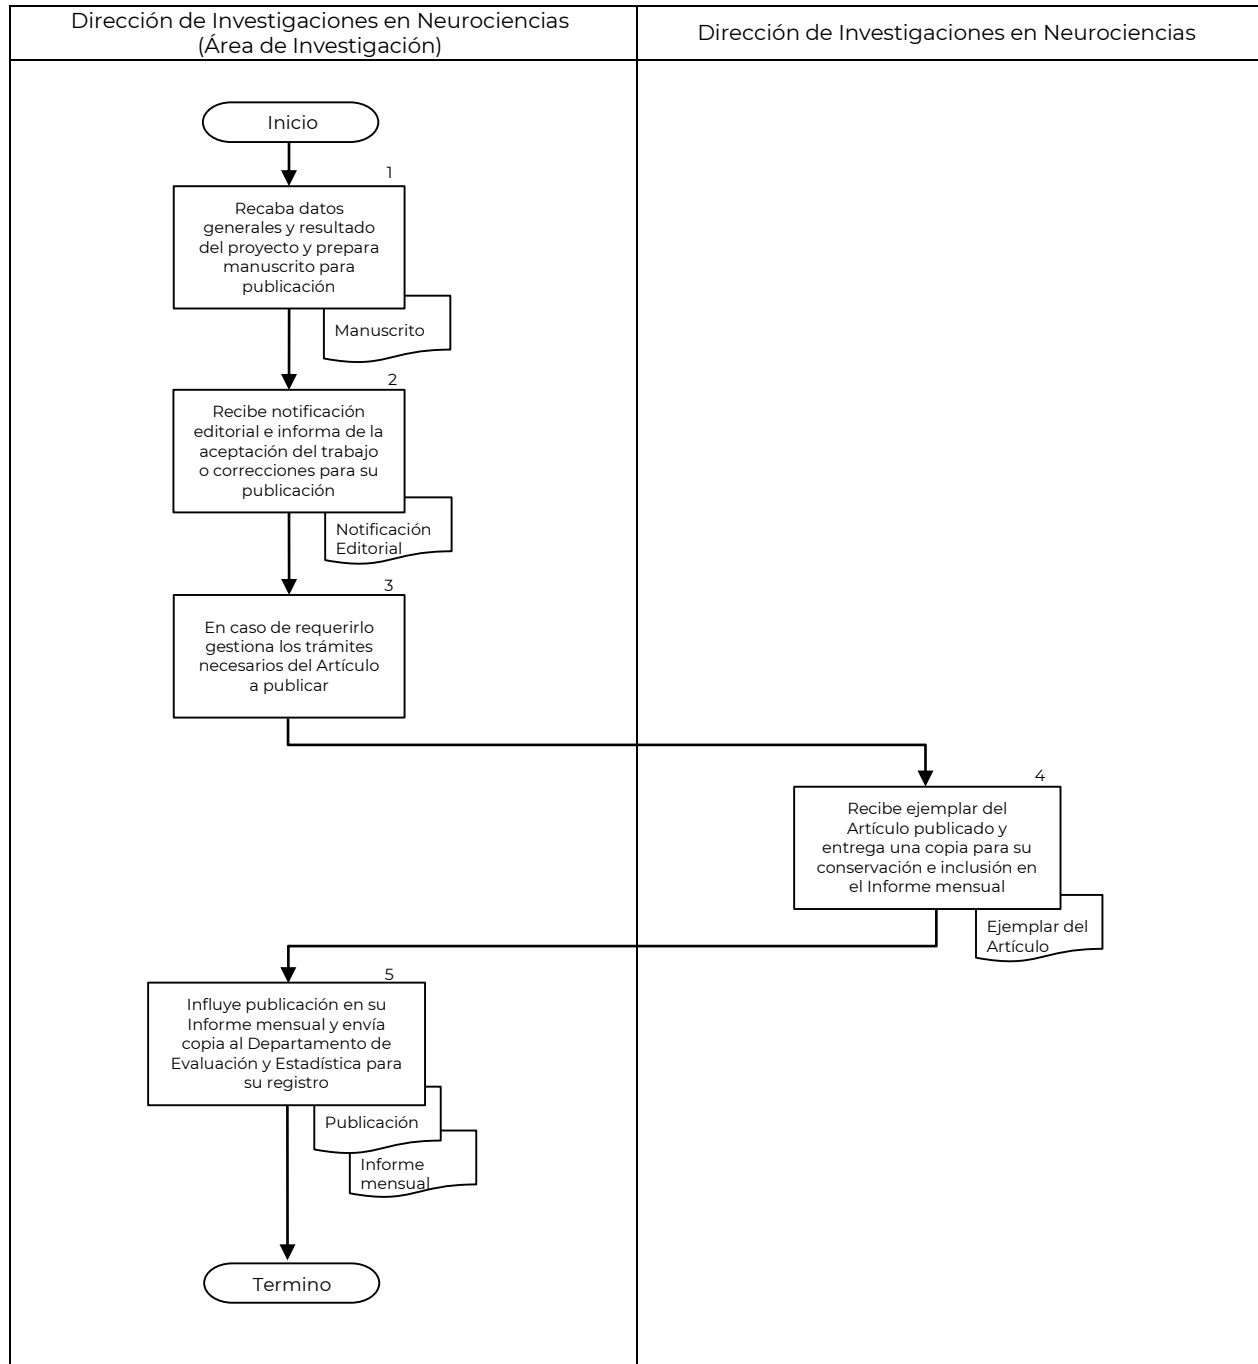 Dirección de Investigaciones en Neurociencias
(Área de Investigación)
Dirección de Investigaciones en Neurociencias
Inicio
1
Recaba datos
generales y resultado
del proyecto y prepara
manuscrito para
publicación
Manuscrito
2
Recibe notificación
editorial e informa de la
aceptación del trabajo
o correcciones para su
publicación
Notificación
Editorial
3
En caso de requerirlo
gestiona los trámites
necesarios del Artículo
a publicar
4
Recibe ejemplar del
Artículo publicado y
entrega una copia para su
conservación e inclusión en
el Informe mensual
Ejemplar del
Artículo
5
Influye publicación en su
Informe mensual y envía
copia al Departamento de
Evaluación y Estadística para
su registro
Publicación
Informe
mensual
Termino